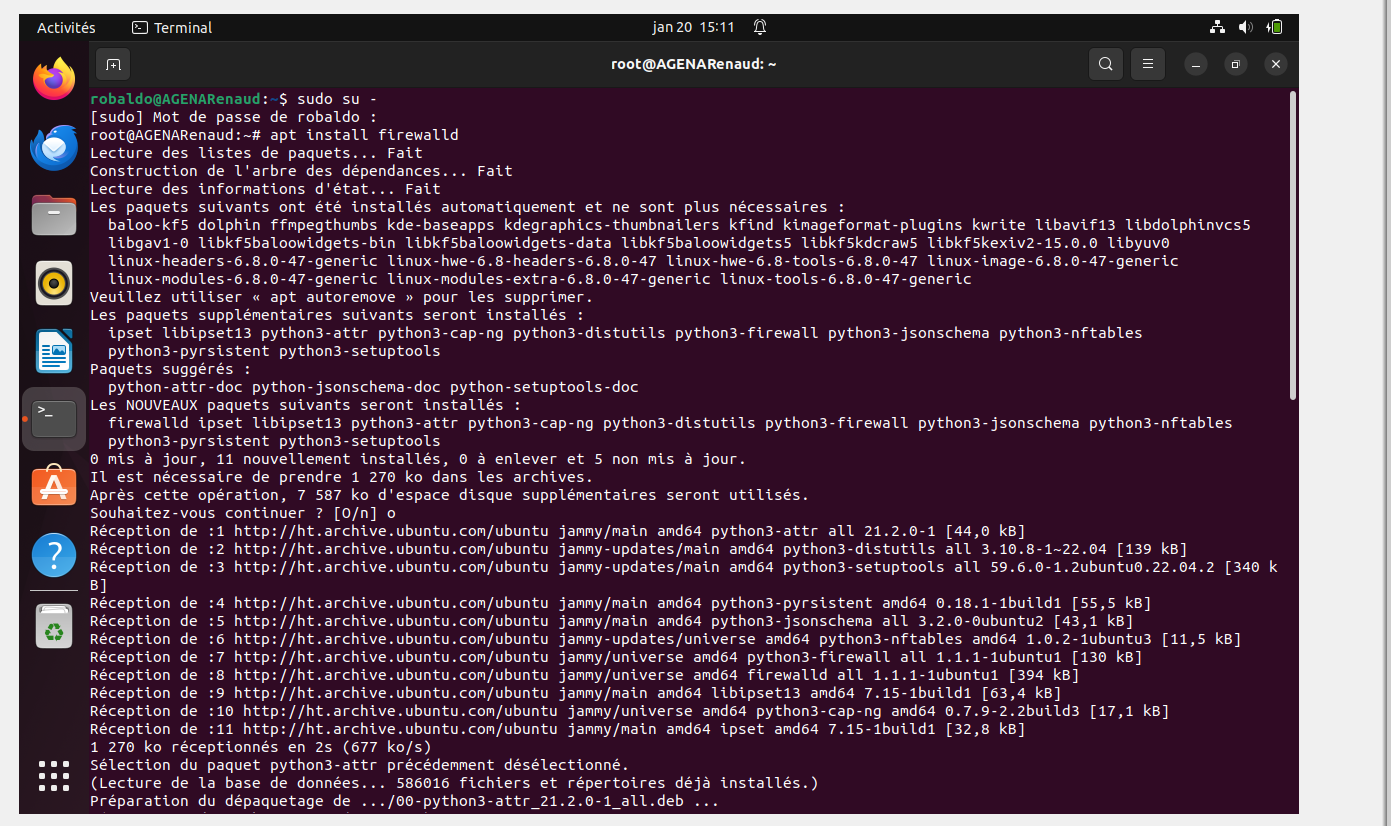 Activités
Terminal
jan 20 15:11
root@AGENARenaud: ~
robaldo@AGENARenaud:~$ sudo su -
[sudo] Mot de passe de robaldo :
root@AGENARenaud:~# apt install firewalld
Lecture des listes de paquets... Fait
Construction de l'arbre des dépendances... Fait
Lecture des informations d'état... Fait
Les paquets suivants ont été installés automatiquement et ne sont plus nécessaires :
  baloo-kf5 dolphin ffmpegthumbs kde-baseapps kdegraphics-thumbnailers kfind kimageformat-plugins kwrite libavif13 libdolphinvcs5
  libgav1-0 libkf5baloowidgets-bin libkf5baloowidgets-data libkf5baloowidgets5 libkf5kdcraw5 libkf5kexiv2-15.0.0 libyuv0
  linux-headers-6.8.0-47-generic linux-hwe-6.8-headers-6.8.0-47 linux-hwe-6.8-tools-6.8.0-47 linux-image-6.8.0-47-generic
  linux-modules-6.8.0-47-generic linux-modules-extra-6.8.0-47-generic linux-tools-6.8.0-47-generic
Veuillez utiliser « apt autoremove » pour les supprimer.
Les paquets supplémentaires suivants seront installés :
  ipset libipset13 python3-attr python3-cap-ng python3-distutils python3-firewall python3-jsonschema python3-nftables
  python3-pyrsistent python3-setuptools
Paquets suggérés :
  python-attr-doc python-jsonschema-doc python-setuptools-doc
Les NOUVEAUX paquets suivants seront installés :
  firewalld ipset libipset13 python3-attr python3-cap-ng python3-distutils python3-firewall python3-jsonschema python3-nftables
  python3-pyrsistent python3-setuptools
0 mis à jour, 11 nouvellement installés, 0 à enlever et 5 non mis à jour.
Il est nécessaire de prendre 1 270 ko dans les archives.
Après cette opération, 7 587 ko d'espace disque supplémentaires seront utilisés.
Souhaitez-vous continuer ? [O/n] o
Réception de :1 http://ht.archive.ubuntu.com/ubuntu jammy/main amd64 python3-attr all 21.2.0-1 [44,0 kB]
Réception de :2 http://ht.archive.ubuntu.com/ubuntu jammy-updates/main amd64 python3-distutils all 3.10.8-1~22.04 [139 kB]
Réception de :3 http://ht.archive.ubuntu.com/ubuntu jammy-updates/main amd64 python3-setuptools all 59.6.0-1.2ubuntu0.22.04.2 [340 k
B]
Réception de :4 http://ht.archive.ubuntu.com/ubuntu jammy/main amd64 python3-pyrsistent amd64 0.18.1-1build1 [55,5 kB]
Réception de :5 http://ht.archive.ubuntu.com/ubuntu jammy/main amd64 python3-jsonschema all 3.2.0-0ubuntu2 [43,1 kB]
Réception de :6 http://ht.archive.ubuntu.com/ubuntu jammy-updates/universe amd64 python3-nftables amd64 1.0.2-1ubuntu3 [11,5 kB]
Réception de :7 http://ht.archive.ubuntu.com/ubuntu jammy/universe amd64 python3-firewall all 1.1.1-1ubuntu1 [130 kB]
Réception de :8 http://ht.archive.ubuntu.com/ubuntu jammy/universe amd64 firewalld all 1.1.1-1ubuntu1 [394 kB]
Réception de :9 http://ht.archive.ubuntu.com/ubuntu jammy/main amd64 libipset13 amd64 7.15-1build1 [63,4 kB]
Réception de :10 http://ht.archive.ubuntu.com/ubuntu jammy/universe amd64 python3-cap-ng amd64 0.7.9-2.2build3 [17,1 kB]
Réception de :11 http://ht.archive.ubuntu.com/ubuntu jammy/main amd64 ipset amd64 7.15-1build1 [32,8 kB]
1 270 ko réceptionnés en 2s (677 ko/s)
Sélection du paquet python3-attr précédemment désélectionné.
(Lecture de la base de données... 586016 fichiers et répertoires déjà installés.)
Préparation du dépaquetage de .../00-python3-attr_21.2.0-1_all.deb ...